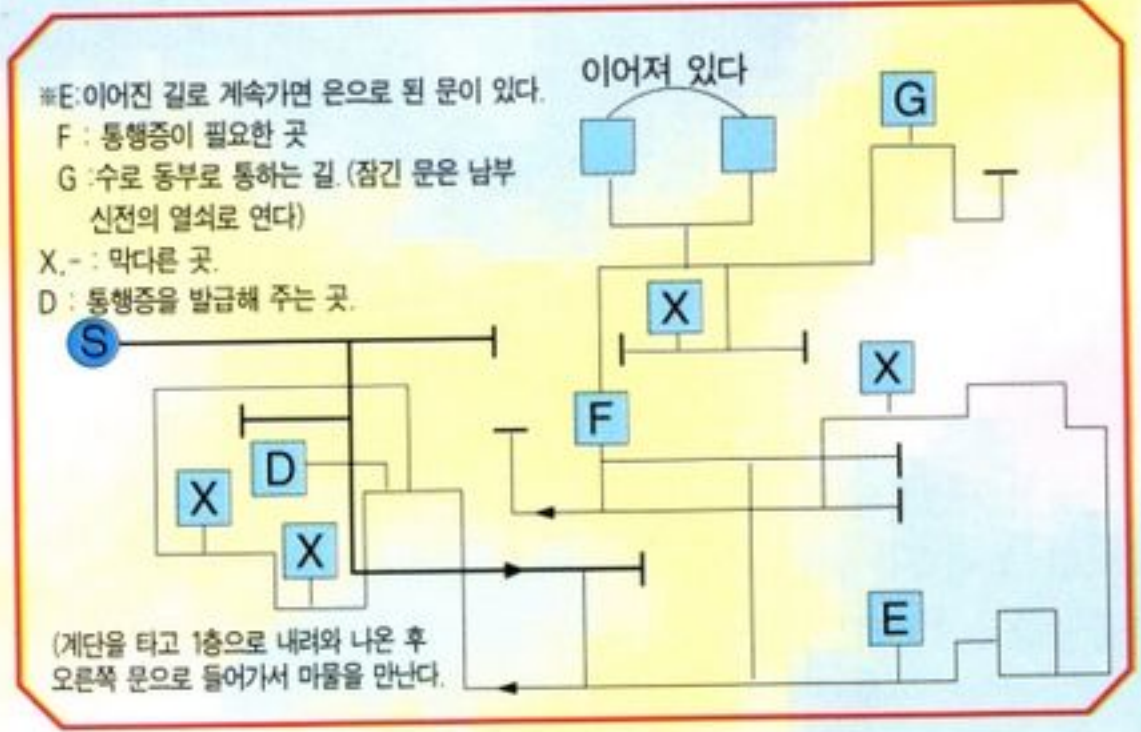 ※E:이어진 길로 계속가면 은으로 된 문이 있다.
F : 통행증이 필요한 곳
G :수로 동부로 통하는 길. (잠긴 문은 남부
신전의 열쇠로 연다)
X,- : 막다른 곳.
D : 통행증을 발급해 주는 곳.
이어져 있다
G
X
S
X
F
D
X
X
E
(계단을 타고 1층으로 내려와 나온 후
오른쪽 문으로 들어가서 마물을 만난다.